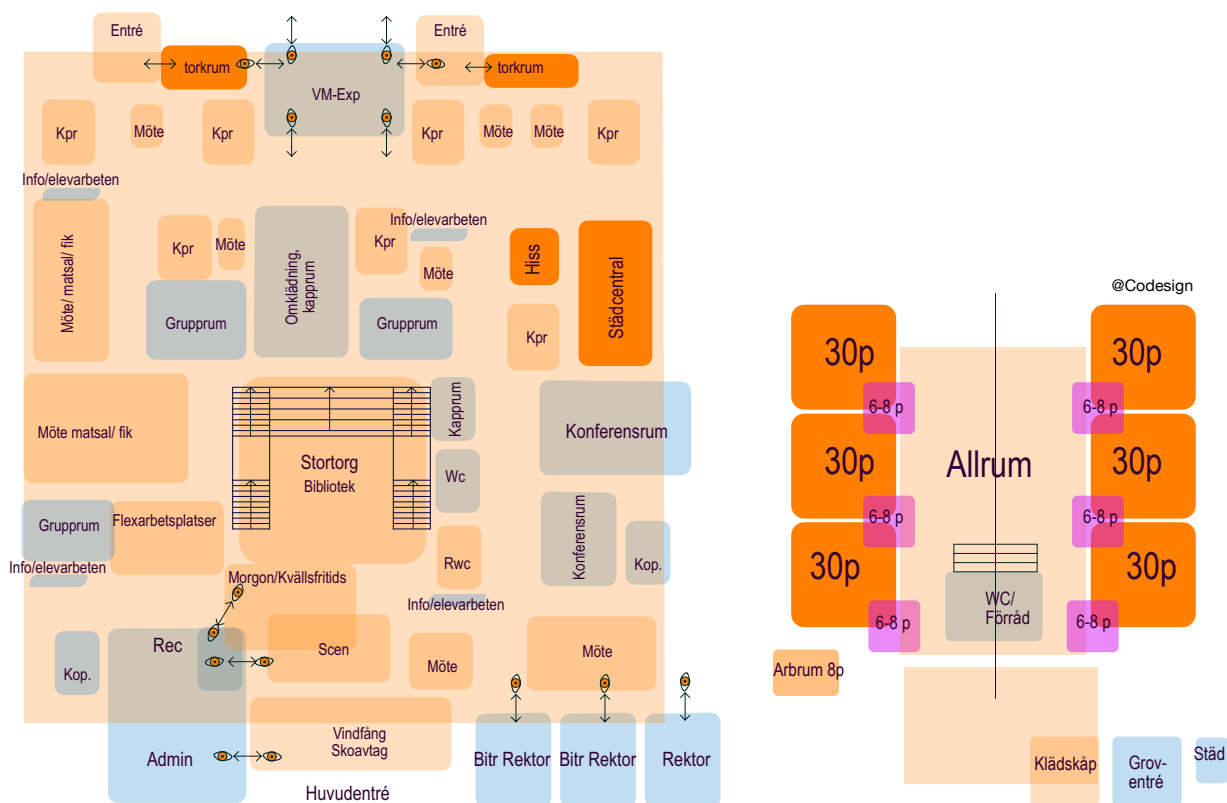 Entré
Entré
torkrum
torkrum
VM-Exp
Kpr
Möte
Kpr
Kpr
Möte
Möte
Kpr
Info/elevarbeten
Möte/ matsal/ fik
Kpr
Möte
Omklädning,
kapprum
Kpr
Info/elevarbeten
Möte
Hiss
Städcentral
Grupprum
Grupprum
Kpr
Möte matsal/ fik
Stortorg
Bibliotek
Kapprum
Wc
Konferensrum
Grupprum
Flexarbetsplatser
Konferensrum
Rwc
Kop.
Info/elevarbeten
Morgon/Kvällsfritids
Info/elevarbeten
Rec
Scen
Kop.
Möte
Möte
Vindfång
Skoavtag
Admin
Bitr Rektor
Bitr Rektor
Rektor
Huvudentré
@Codesign
30p
30p
6-8 p
6-8 p
30p
Allrum
30p
6-8 p
6-8 p
30p
30p
WC/
Förråd
6-8 p
6-8 p
Arbrum 8p
Klädskåp
Grov-
entré
Städ